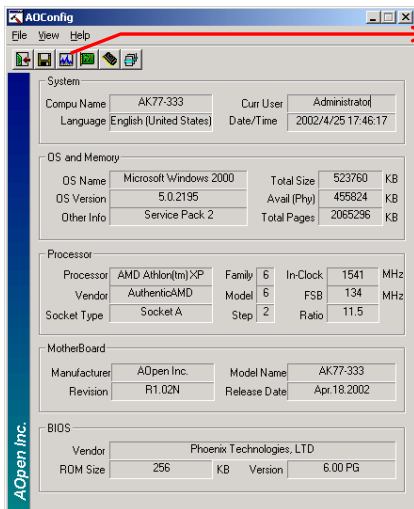 AOConfig
File View Help
System
Compu Name AK77-333 Curr User Administrator
Language English (United States) Date/Time 2002/4/25 17:46:17
OS and Memory
OS Name Microsoft Windows 2000 Total Size 523760 KB
OS Version 5.0.2195 Avail (Phy) 455824 KB
Other Info Service Pack 2 Total Pages 2065296 KB
Processor
Processor AMD Athlon(tm) XP Family 6 In-Clock 1541 MHz
Vendor AuthenticAMD Model 6 FSB 134 MHz
Socket Type Socket A Step 2 Ratio 11.5
MotherBoard
Manufacturer AOpen Inc. Model Name AK77-333
Revision R1.02N Release Date Apr.18.2002
BIOS
Vendor Phoenix Technologies, LTD
ROM Size 256 KB Version 6.00 PG
AOpen Inc.